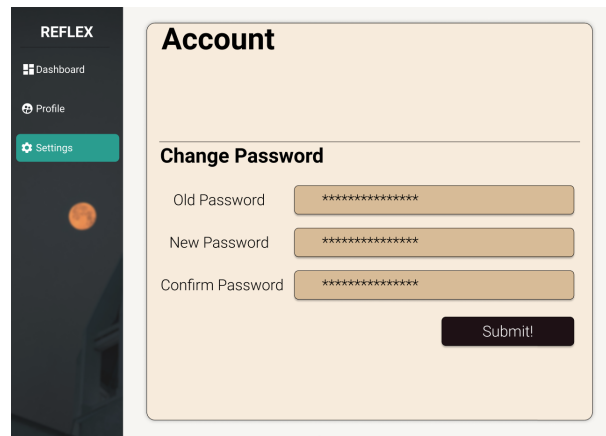 REFLEX
Dashboard
Profile
Settings
Account
Change Password
Old Password ***************
New Password ***************
Confirm Password ***************
Submit!